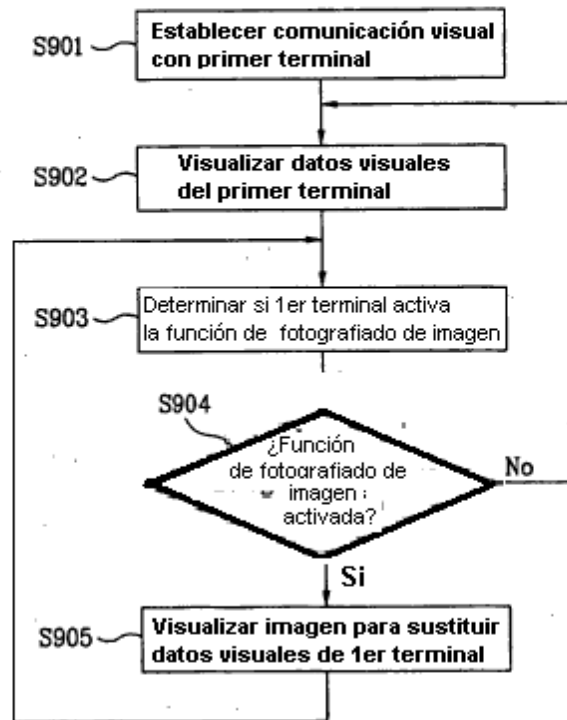 S901
Establecer comunicación visual
con primer terminal
S902
Visualizar datos visuales
del primer terminal
S903
Determinar si 1er terminal activa
la función de fotografiado de imagen
S904
¿Función
de fotografiado de
imagen
activada?
No
Si
S905
Visualizar imagen para sustituir
datos visuales de 1er terminal